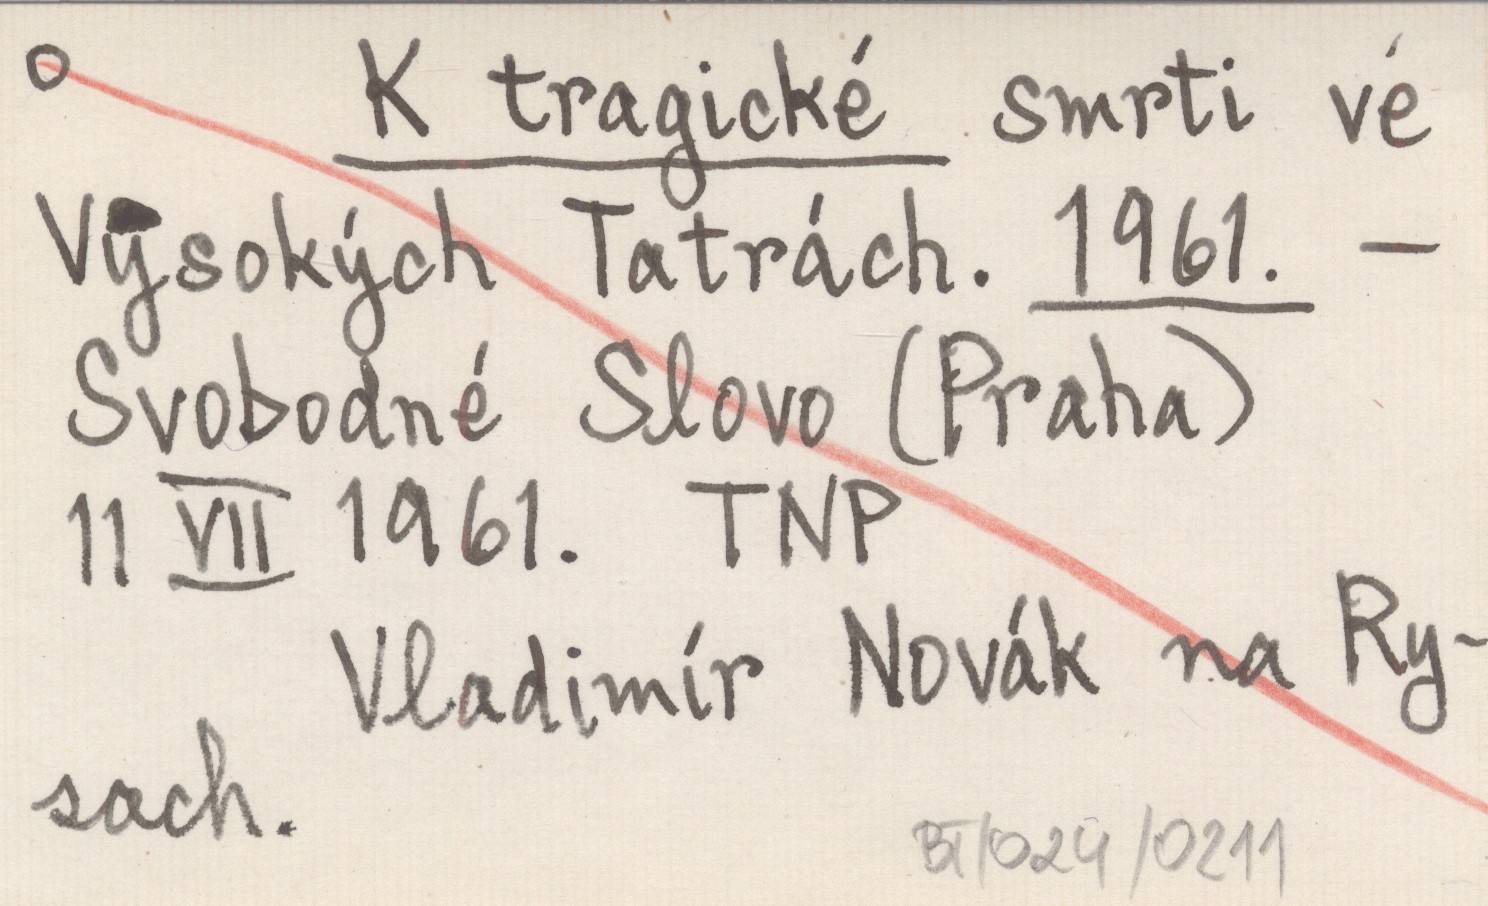 K tragické smrti vé
Vysokých Tatrách. 1961. –
Svobodné Slovo (Praha)
11 VII 1961. TNP
Vladimír Novák na Ry-
sach.
BT/024/0211